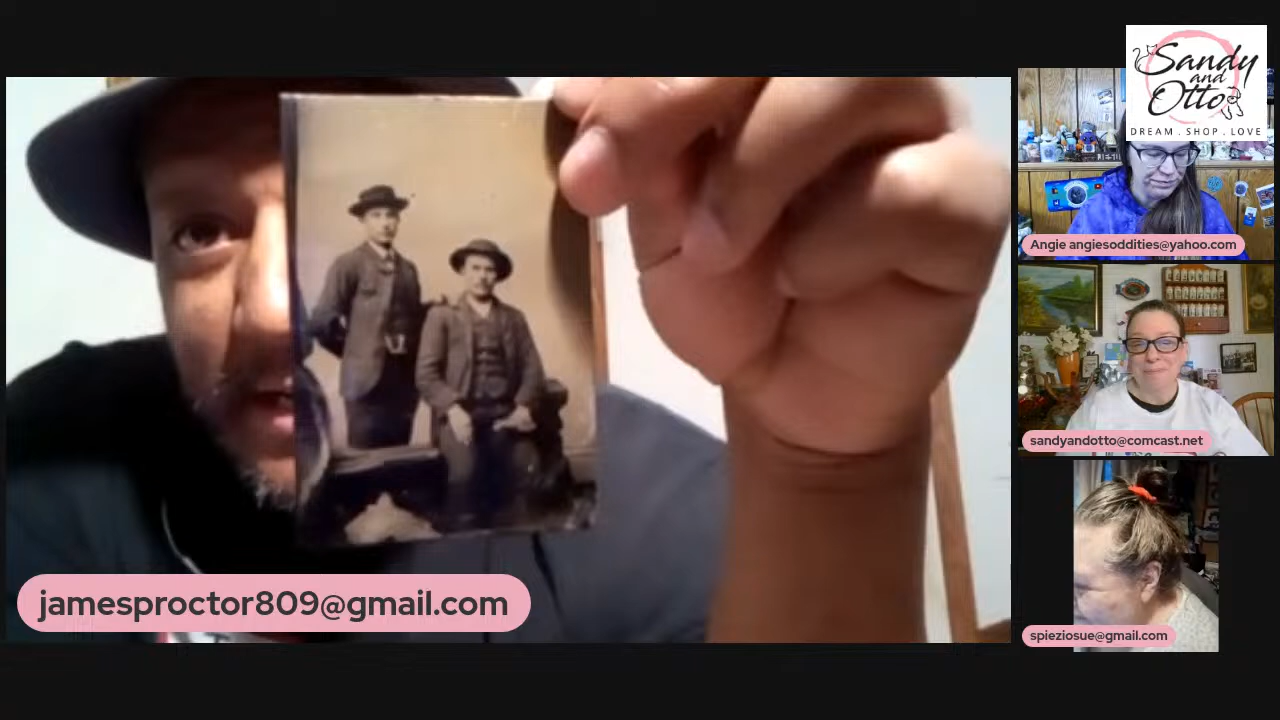 Sandy
and
Otto
DREAM . SHOP . LOVE
Angie angiesoddities@yahoo.com
sandyandotto@comcast.net
jamesproctor809@gmail.com
spieziosue@gmail.com